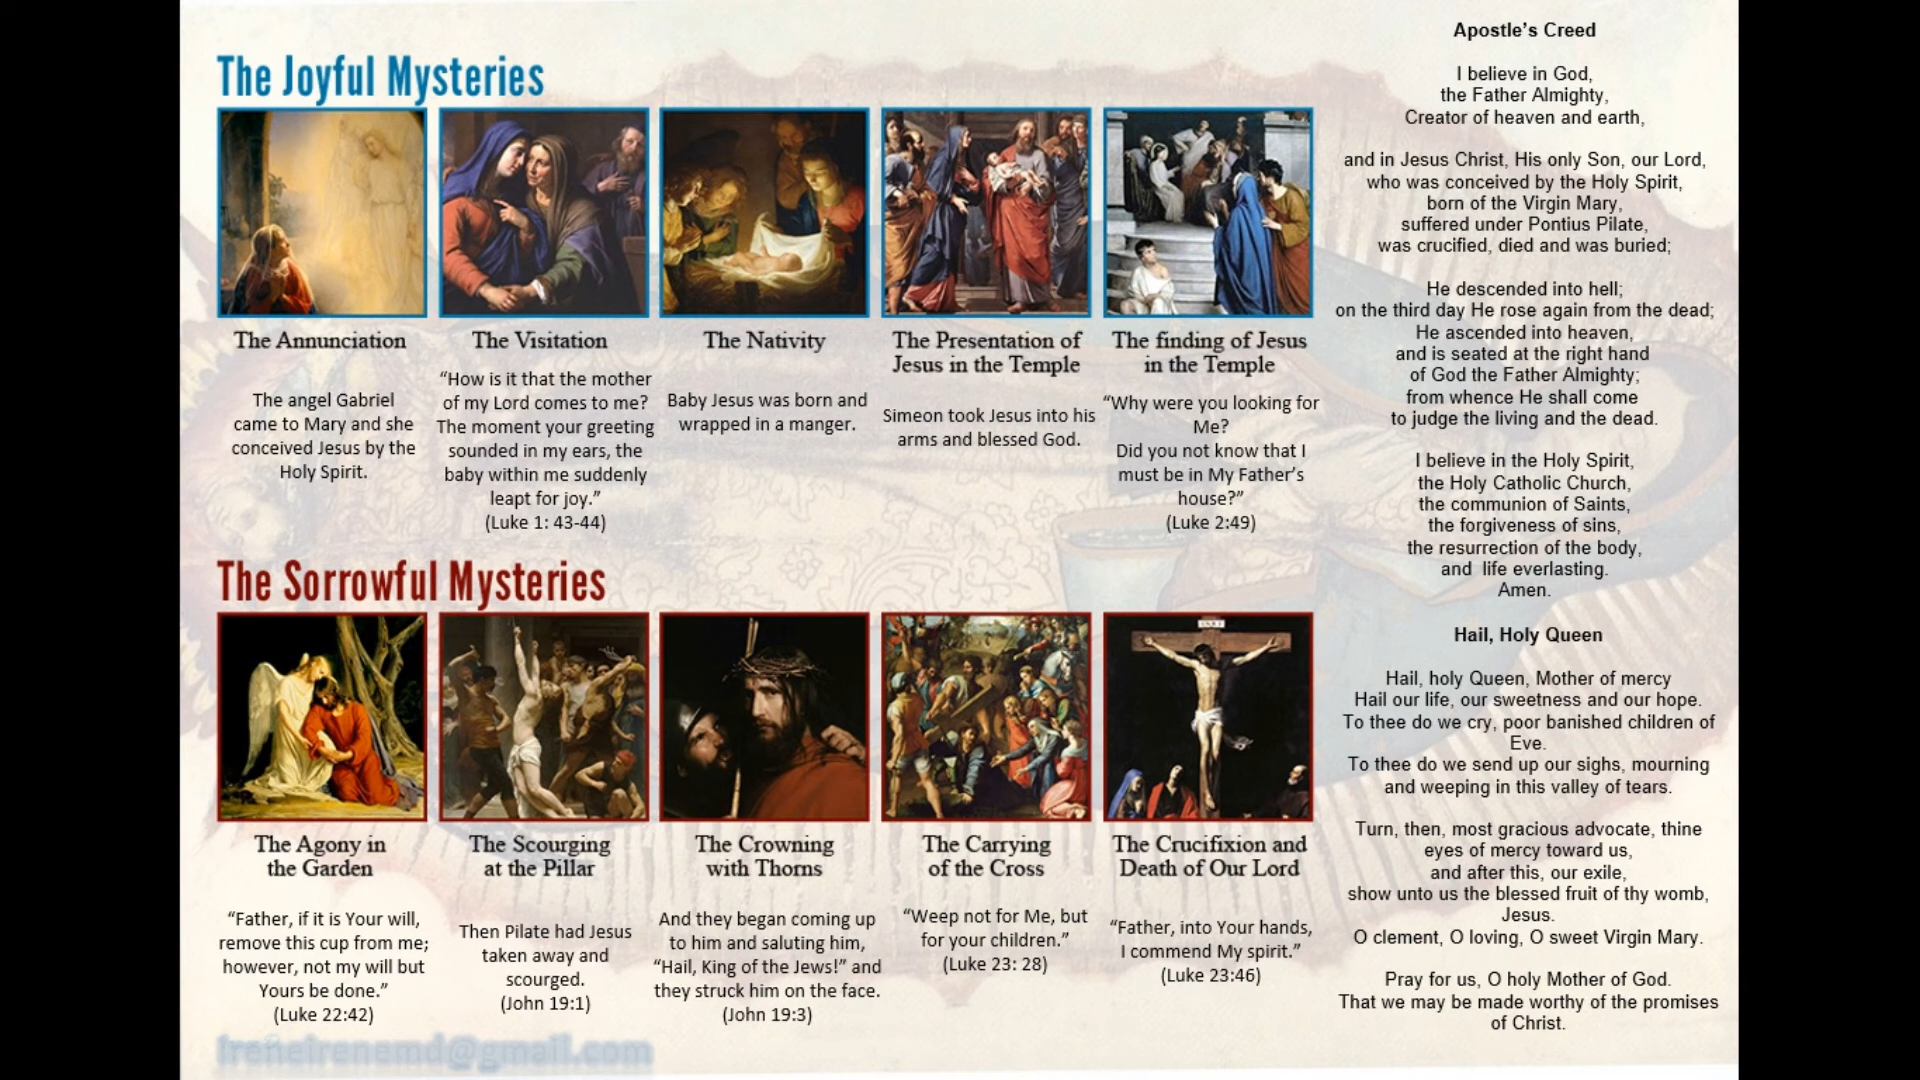 The Joyful Mysteries
The Annunciation
The angel Gabriel
came to Mary and she
conceived Jesus by the
Holy Spirit.
The Visitation
“How is it that the mother
of my Lord comes to me?
The moment your greeting
sounded in my ears, the
baby within me suddenly
leapt for joy.”
(Luke 1: 43-44)
The Nativity
Baby Jesus was born and
wrapped in a manger.
The Presentation of
Jesus in the Temple
Simeon took Jesus into his
arms and blessed God.
The finding of Jesus
in the Temple
“Why were you looking for
Me?
Did you not know that I
must be in My Father’s
house?”
(Luke 2:49)
The Sorrowful Mysteries
The Agony in
the Garden
“Father, if it is Your will,
remove this cup from me;
however, not my will but
Yours be done.”
(Luke 22:42)
The Scourging
at the Pillar
Then Pilate had Jesus
taken away and
scourged.
(John 19:1)
The Crowning
with Thorns
And they began coming up
to him and saluting him,
“Hail, King of the Jews!” and
they struck him on the face.
(John 19:3)
The Carrying
of the Cross
“Weep not for Me, but
for your children.”
(Luke 23: 28)
The Crucifixion and
Death of Our Lord
“Father, into Your hands,
I commend My spirit.”
(Luke 23:46)
Apostle’s Creed
I believe in God,
the Father Almighty,
Creator of heaven and earth,
and in Jesus Christ, His only Son, our Lord,
who was conceived by the Holy Spirit,
born of the Virgin Mary,
suffered under Pontius Pilate,
was crucified, died and was buried;
He descended into hell;
on the third day He rose again from the dead;
He ascended into heaven,
and is seated at the right hand
of God the Father Almighty;
from whence He shall come
to judge the living and the dead.
I believe in the Holy Spirit,
the Holy Catholic Church,
the communion of Saints,
the forgiveness of sins,
the resurrection of the body,
and life everlasting.
Amen.
Hail, Holy Queen
Hail, holy Queen, Mother of mercy
Hail our life, our sweetness and our hope.
To thee do we cry, poor banished children of
Eve.
To thee do we send up our sighs, mourning
and weeping in this valley of tears.
Turn, then, most gracious advocate, thine
eyes of mercy toward us,
and after this, our exile,
show unto us the blessed fruit of thy womb,
Jesus.
O clement, O loving, O sweet Virgin Mary.
Pray for us, O holy Mother of God.
That we may be made worthy of the promises
of Christ.
ireneirenemd@gmail.com